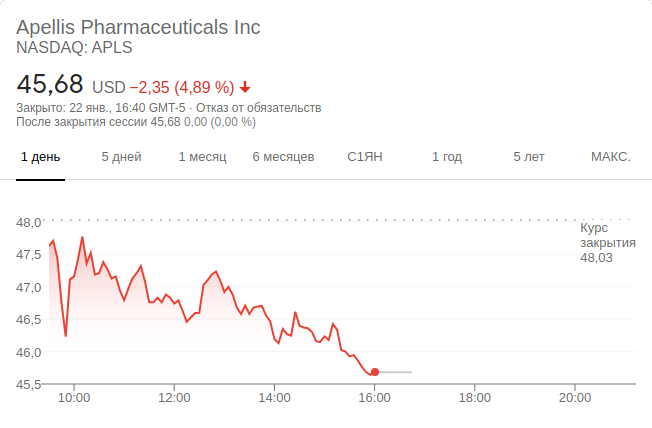 Apellis Pharmaceuticals Inc
NASDAQ: APLS
45,68 USD −2,35 (4,89 %)
Закрыто: 22 янв., 16:40 GMT-5 · Отказ от обязательств
После закрытия сессии 45,68 0,00 (0,00 %)
1 день 5 дней 1 месяц 6 месяцев С1ЯН 1 год 5 лет МАКС.
48,0
Курс
закрытия
48,03
47,5
47,0
46,5
46,0
45,5
10:00 12:00 14:00 16:00 18:00 20:00